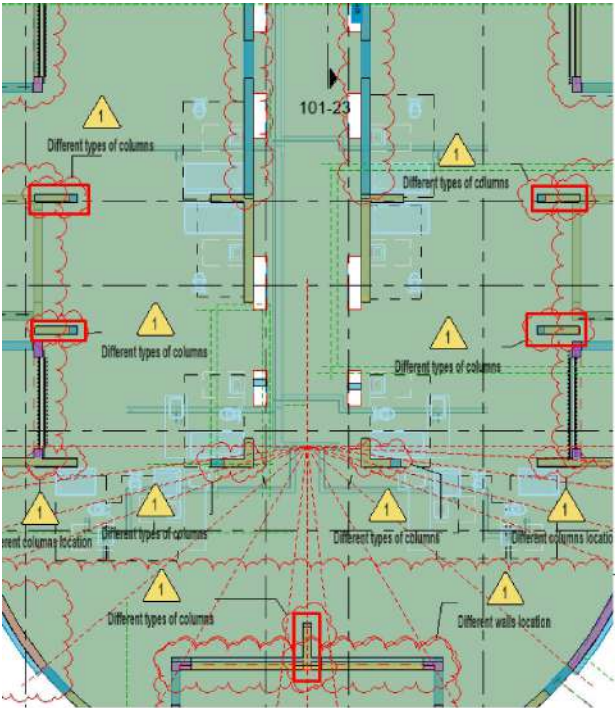 101-23
1
Different types of columns
1
Different types of columns
1
Different types of columns
1
Different types of columns
1
columns location
1
Different types of columns
1
Different types of columns
1
Different columns
1
Different types of columns
1
Different walls location